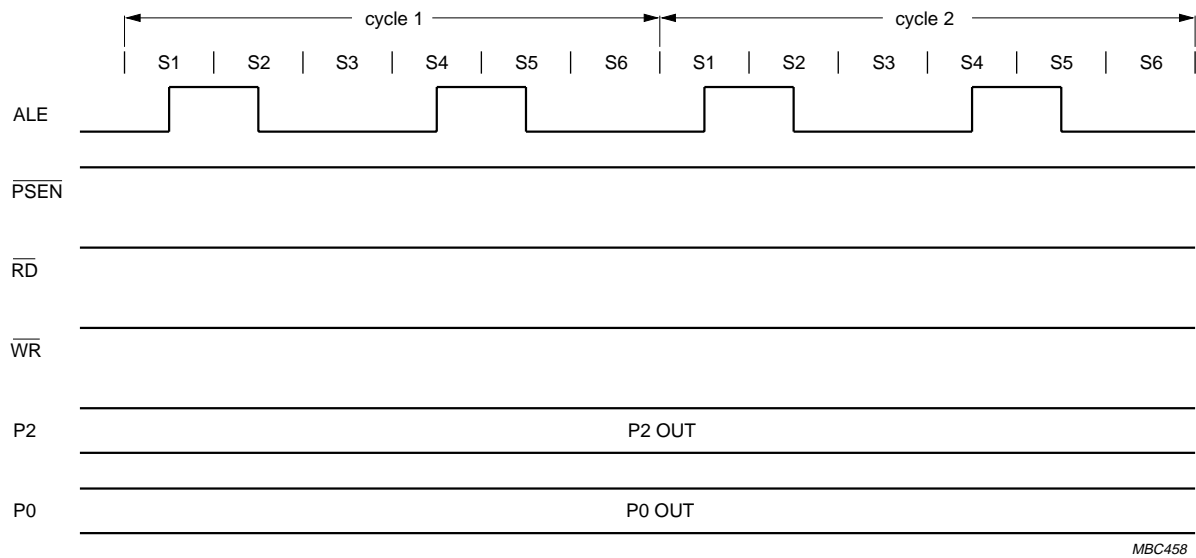 cycle 1 cycle 2
S1 S2 S3 S4 S5 S6 S1 S2 S3 S4 S5 S6
ALE
PSEN
RD
WR
P2 P2 OUT
P0 P0 OUT
MBC458